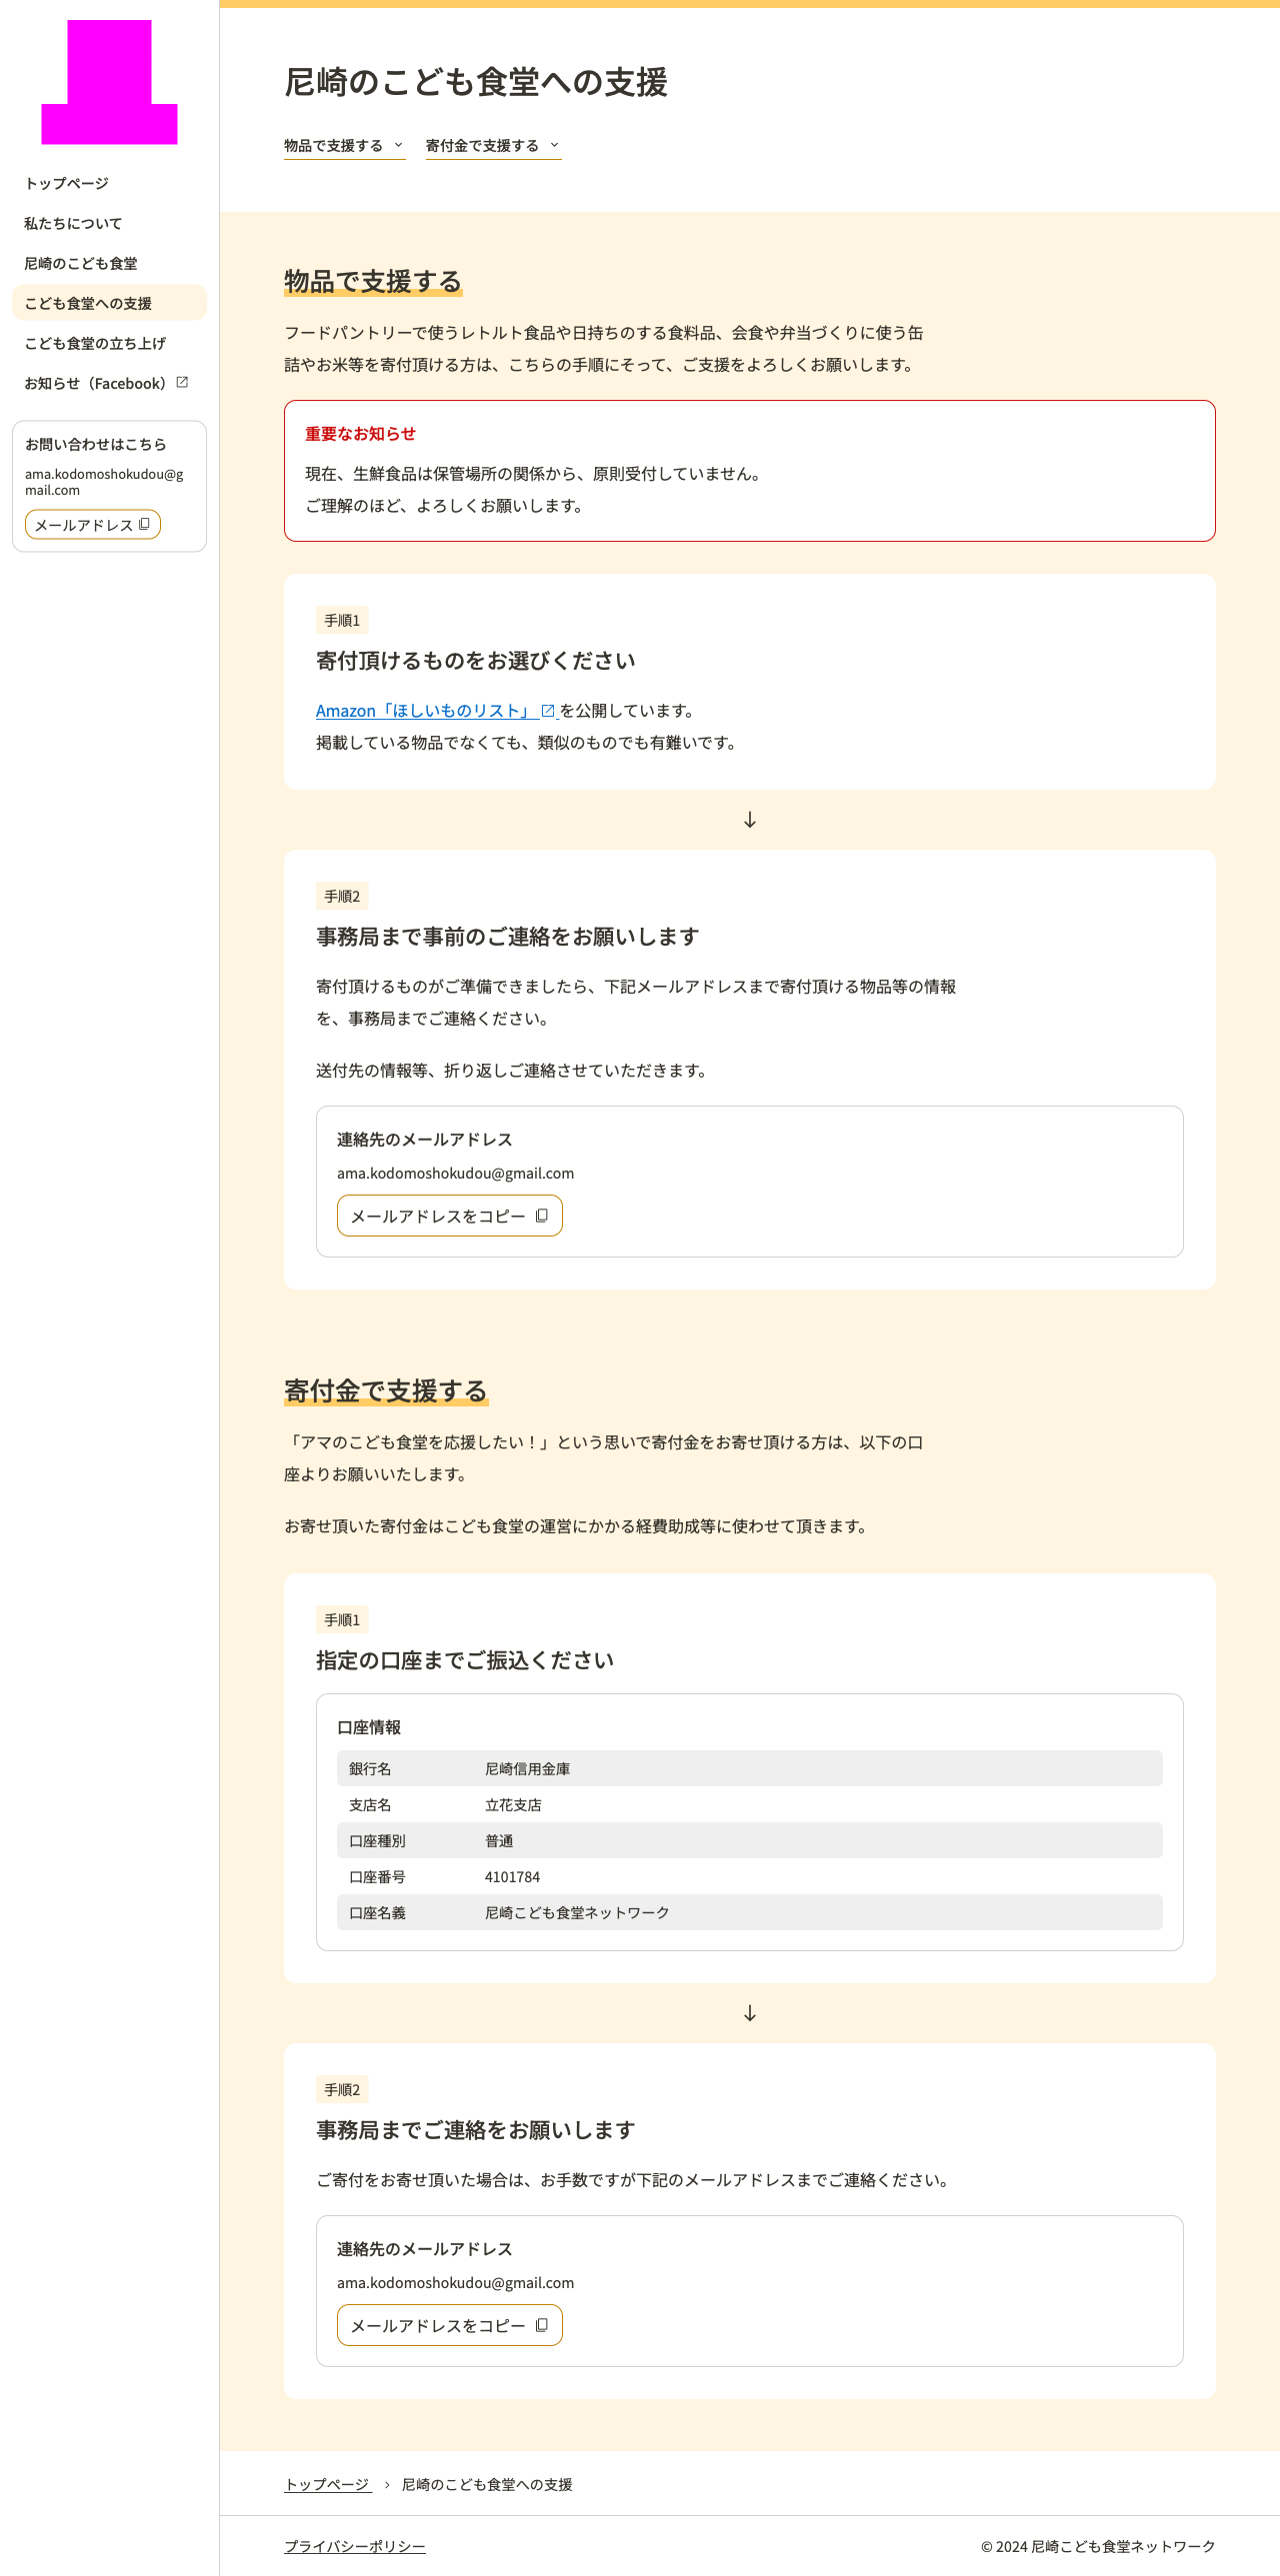 トップページ
私たちについて
尼崎のこども食堂
こども食堂への支援
こども食堂の立ち上げ
お知らせ（Facebook）
お問い合わせはこちら
ama.kodomoshokudou@g
mail.com
メールアドレス
尼崎のこども食堂への支援
物品で支援する
寄付金で支援する
物品で支援する
フードパントリーで使うレトルト食品や日持ちのする食料品、会食や弁当づくりに使う缶
詰やお米等を寄付頂ける方は、こちらの手順にそって、ご支援をよろしくお願いします。
重要なお知らせ
現在、生鮮食品は保管場所の関係から、原則受付していません。
ご理解のほど、よろしくお願いします。
手順1
寄付頂けるものをお選びください
Amazon「ほしいものリスト」 を公開しています。
掲載している物品でなくても、類似のものでも有難いです。
手順2
事務局まで事前のご連絡をお願いします
寄付頂けるものがご準備できましたら、下記メールアドレスまで寄付頂ける物品等の情報
を、事務局までご連絡ください。
送付先の情報等、折り返しご連絡させていただきます。
連絡先のメールアドレス
ama.kodomoshokudou@gmail.com
メールアドレスをコピー
寄付金で支援する
「アマのこども食堂を応援したい！」という思いで寄付金をお寄せ頂ける方は、以下の口
座よりお願いいたします。
お寄せ頂いた寄付金はこども食堂の運営にかかる経費助成等に使わせて頂きます。
手順1
指定の口座までご振込ください
口座情報
銀行名 尼崎信用金庫
支店名 立花支店
口座種別 普通
口座番号 4101784
口座名義 尼崎こども食堂ネットワーク
手順2
事務局までご連絡をお願いします
ご寄付をお寄せ頂いた場合は、お手数ですが下記のメールアドレスまでご連絡ください。
連絡先のメールアドレス
ama.kodomoshokudou@gmail.com
メールアドレスをコピー
トップページ › 尼崎のこども食堂への支援
プライバシーポリシー
© 2024 尼崎こども食堂ネットワーク